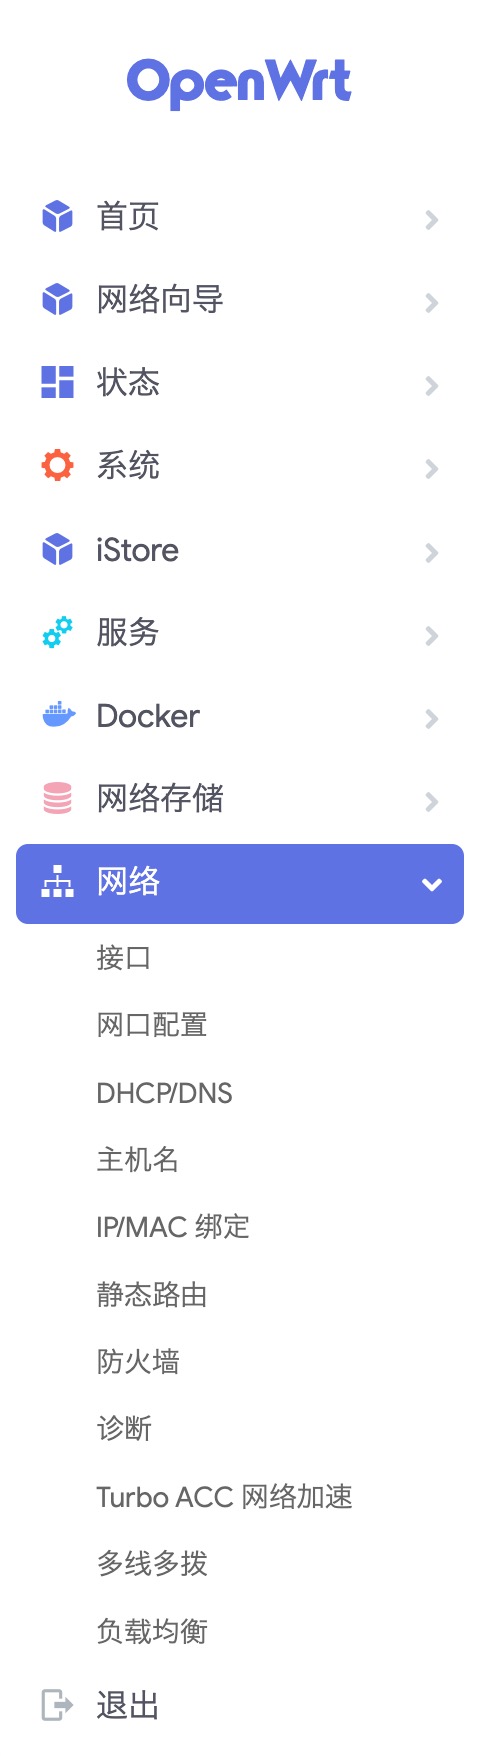 OpenWrt
首页
网络向导
状态
系统
iStore
服务
Docker
网络存储
网络
接口
网口配置
DHCP/DNS
主机名
IP/MAC 绑定
静态路由
防火墙
诊断
Turbo ACC 网络加速
多线多拨
负载均衡
退出